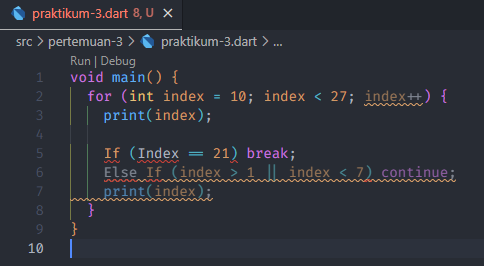 praktikum-3.dart 8, U ×
src > pertemuan-3 > praktikum-3.dart > ...
Run | Debug
1 void main() {
2 for (int index = 10; index < 27; index++) {
3 print(index);
4
5 If (Index == 21) break;
6 Else If (index > 1 || index < 7) continue;
7 print(index);
8 }
9 }
10